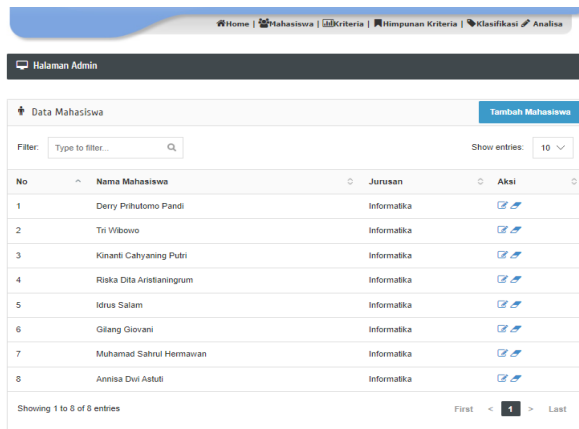 Home | Mahasiswa | Kriteria | Himpunan Kriteria | Klasifikasi Analisa
Halaman Admin
Data Mahasiswa Tambah Mahasiswa
Filter: Type to filter... Show entries: 10
No Nama Mahasiswa Jurusan Aksi
1 Derry Prihutomo Pandi Informatika
2 Tri Wibowo Informatika
3 Kinanti Cahyaning Putri Informatika
4 Riska Dita Aristianingrum Informatika
5 Idrus Salam Informatika
6 Gilang Giovani Informatika
7 Muhamad Sahrul Hermawan Informatika
8 Annisa Dwi Astuti Informatika
Showing 1 to 8 of 8 entries First < 1 > Last